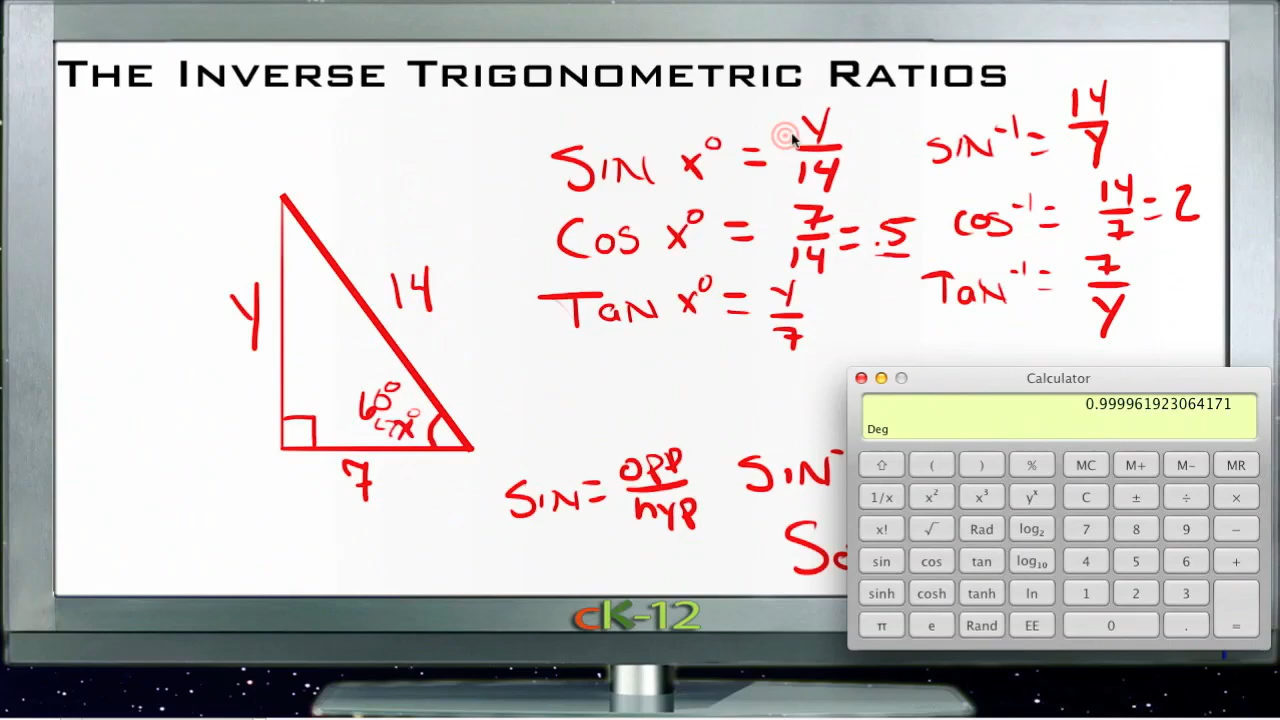 THE INVERSE TRIGONOMETRIC RATIOS
SIN x° = y/14
COS x° = 7/14 = .5
TAN x° = y/7
SIN⁻¹ = 14/y
COS⁻¹ = 14/7 = 2
TAN⁻¹ = 7/y
y
14
60°
x°
7
SIN = opp/hyp
SIN⁻
So
cK-12
Calculator
0.999961923064171
Deg
⇧ ( ) % MC M+ M− MR
1/x x² x³ yˣ C ± ÷ ×
x! √ Rad log₂ 7 8 9 −
sin cos tan log₁₀ 4 5 6 +
sinh cosh tanh ln 1 2 3
π e Rand EE 0 . =